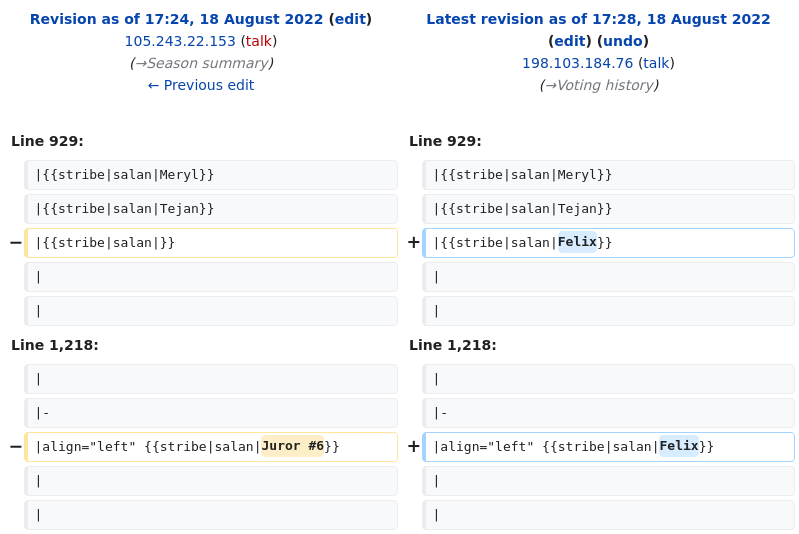 Revision as of 17:24, 18 August 2022 (edit)
105.243.22.153 (talk)
(→Season summary)
← Previous edit
Latest revision as of 17:28, 18 August 2022
(edit) (undo)
198.103.184.76 (talk)
(→Voting history)
Line 929:
Line 929:
|{{stribe|salan|Meryl}}
|{{stribe|salan|Meryl}}
|{{stribe|salan|Tejan}}
|{{stribe|salan|Tejan}}
− |{{stribe|salan|}}
+ |{{stribe|salan|Felix}}
|
|
|
|
Line 1,218:
Line 1,218:
|
|
|-
|-
− |align="left" {{stribe|salan|Juror #6}}
+ |align="left" {{stribe|salan|Felix}}
|
|
|
|